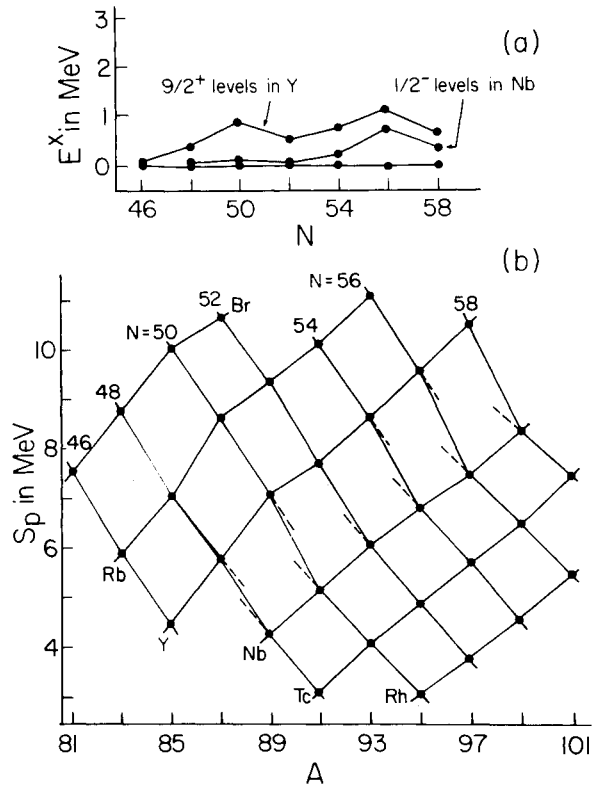 (a)
3
2
1
0
E^x in MeV
9/2⁺ levels in Y
1/2⁻ levels in Nb
46 50 54 58
N
(b)
52 Br
N=56
N=50
54
58
48
46
10
8
6
4
Sp in MeV
Rb
Y
Nb
Tc
Rh
81 85 89 93 97 101
A